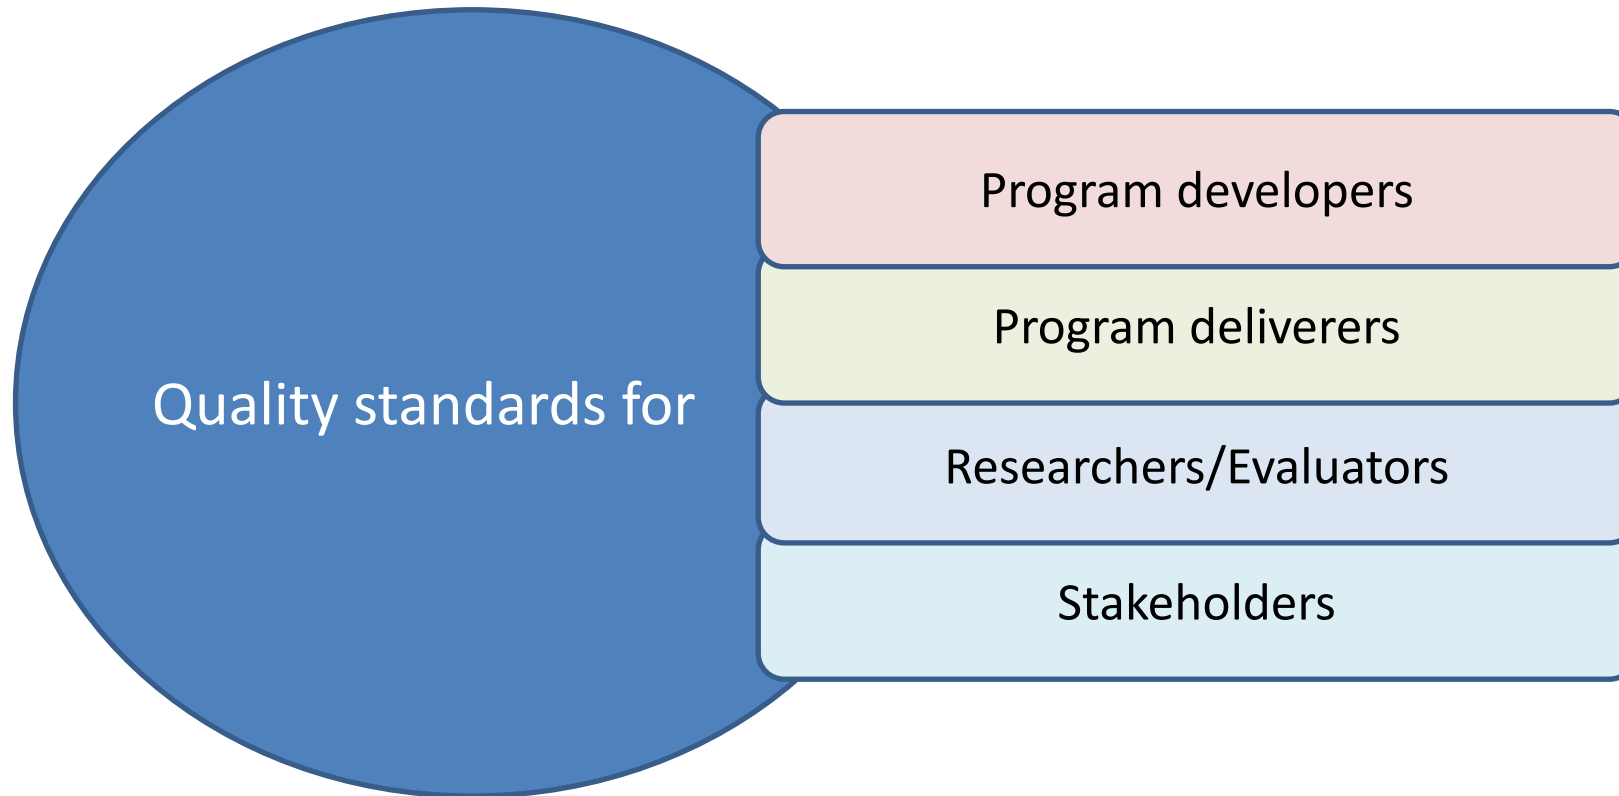 Quality standards for
Program developers
Program deliverers
Researchers/Evaluators
Stakeholders